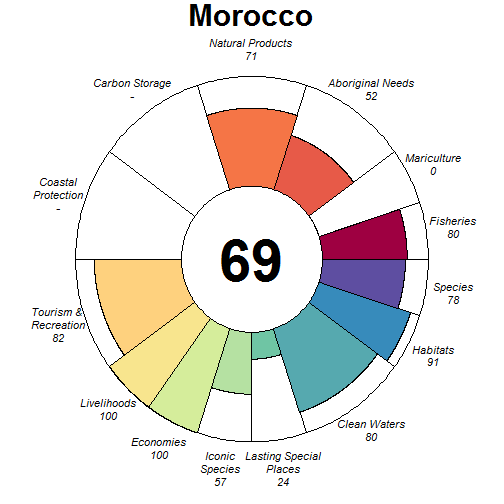 Morocco
Natural Products
71
Aboriginal Needs
52
Mariculture
0
Fisheries
80
Species
78
Habitats
91
Clean Waters
80
Lasting Special
Places
24
Iconic
Species
57
Economies
100
Livelihoods
100
Tourism &
Recreation
82
Coastal
Protection
-
Carbon Storage
-
69